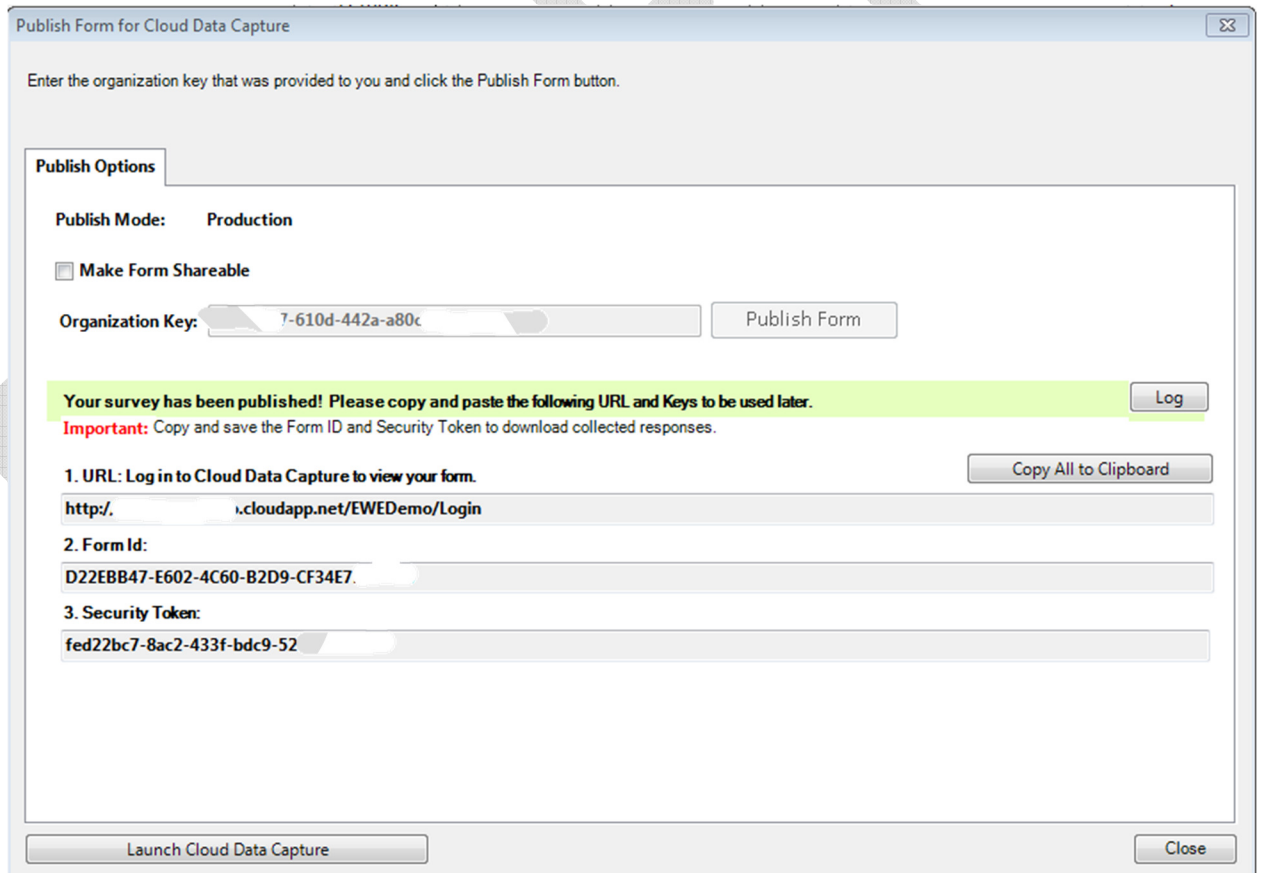 Publish Form for Cloud Data Capture
Enter the organization key that was provided to you and click the Publish Form button.
Publish Options
Publish Mode: Production
Make Form Shareable
Organization Key: 7-610d-442a-a80c Publish Form
Your survey has been published! Please copy and paste the following URL and Keys to be used later. Log
Important: Copy and save the Form ID and Security Token to download collected responses.
1. URL: Log in to Cloud Data Capture to view your form. Copy All to Clipboard
http:/ .cloudapp.net/EWEDemo/Login
2. Form Id:
D22EBB47-E602-4C60-B2D9-CF34E7
3. Security Token:
fed22bc7-8ac2-433f-bdc9-52
Launch Cloud Data Capture Close